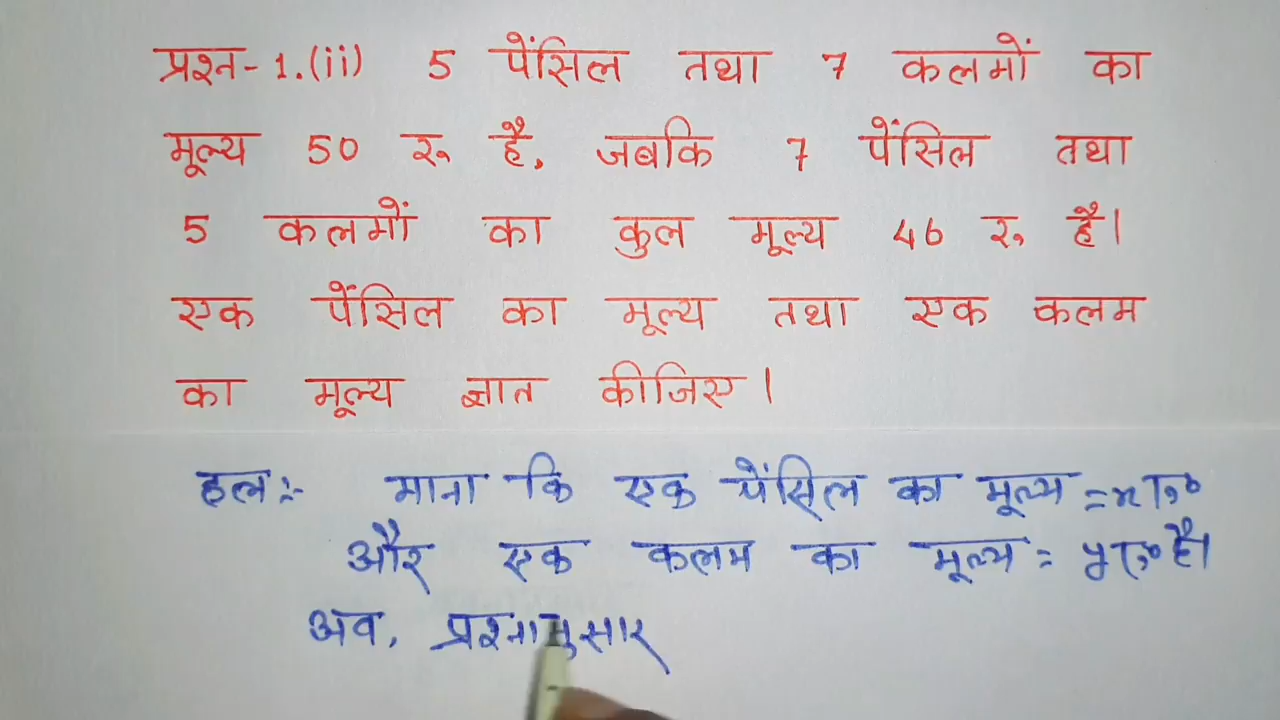 प्रश्न-1.(ii) 5 पेंसिल तथा 7 कलमों का
मूल्य 50 रु. है, जबकि 7 पेंसिल तथा
5 कलमों का कुल मूल्य 46 रु. है।
एक पेंसिल का मूल्य तथा एक कलम
का मूल्य ज्ञात कीजिए।
हल:- माना कि एक पेंसिल का मूल्य = x रु०
और एक कलम का मूल्य = y रु० है।
अब, प्रश्नानुसार